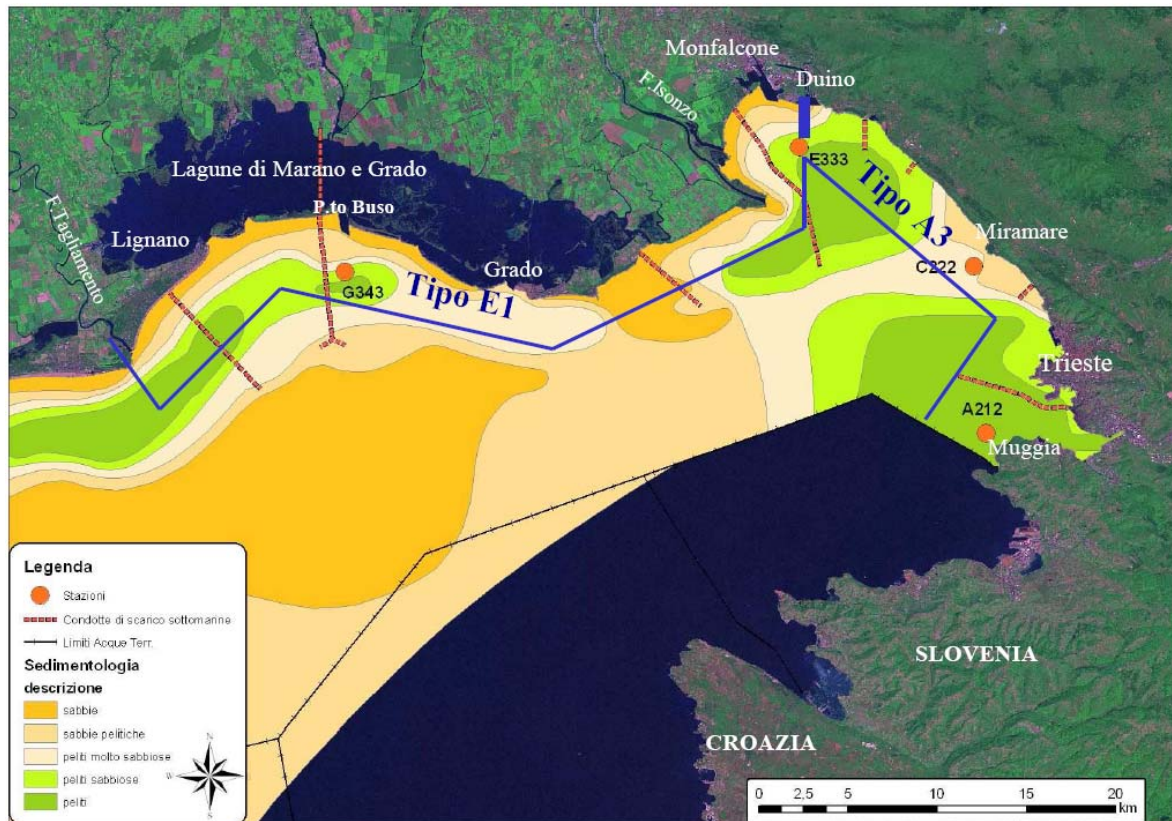 Monfalcone
Duino
F.Isonzo
E333
Lagune di Marano e Grado
Tipo A3
P.to Buso
F.Tagliamento
Lignano
Miramare
C222
Grado
G343
Tipo E1
Trieste
A212
Muggia
SLOVENIA
CROAZIA
Legenda
Stazioni
Condotte di scarico sottomarine
Limiti Acque Terr.
Sedimentologia
descrizione
sabbie
sabbie pelitiche
peliti molto sabbiose
peliti sabbiose
peliti
N
W
E
S
0 2,5 5 10 15 20
km